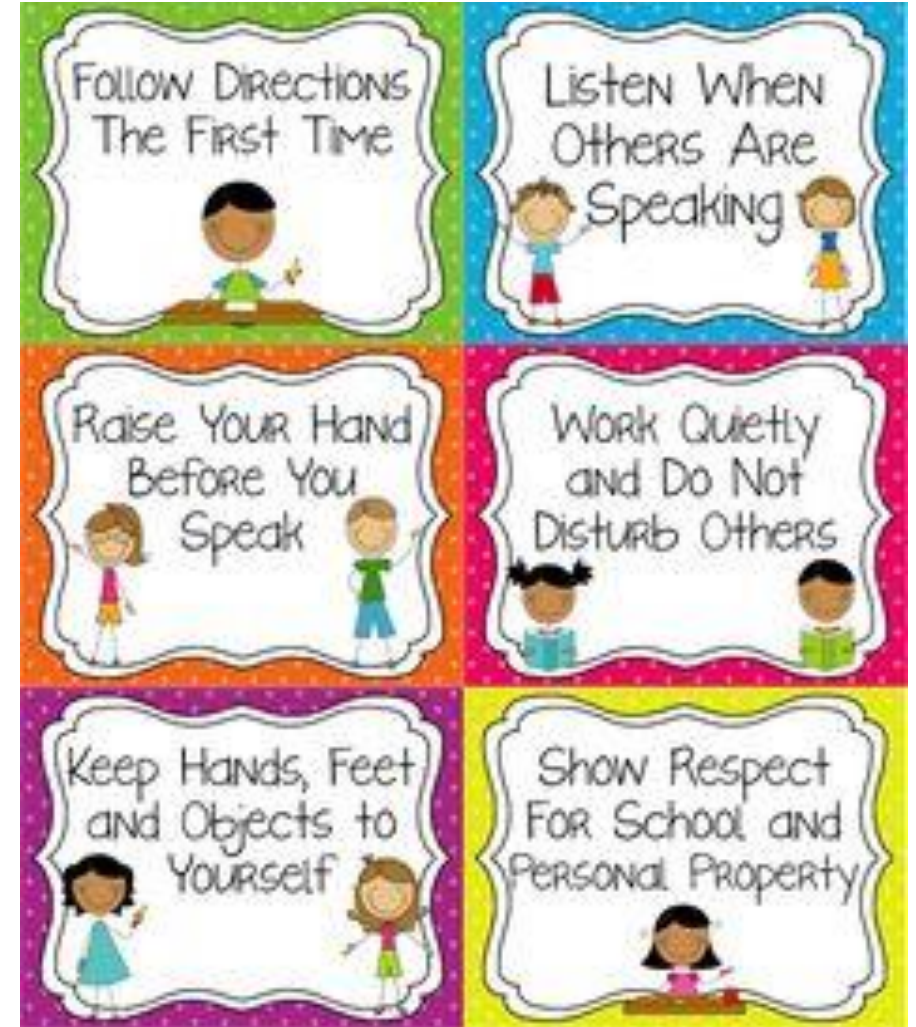 Follow Directions
The First Time
Listen When
Others Are
Speaking
Raise Your Hand
Before You
Speak
Work Quietly
and Do Not
Disturb Others
Keep Hands, Feet
and Objects to
Yourself
Show Respect
For School and
Personal Property